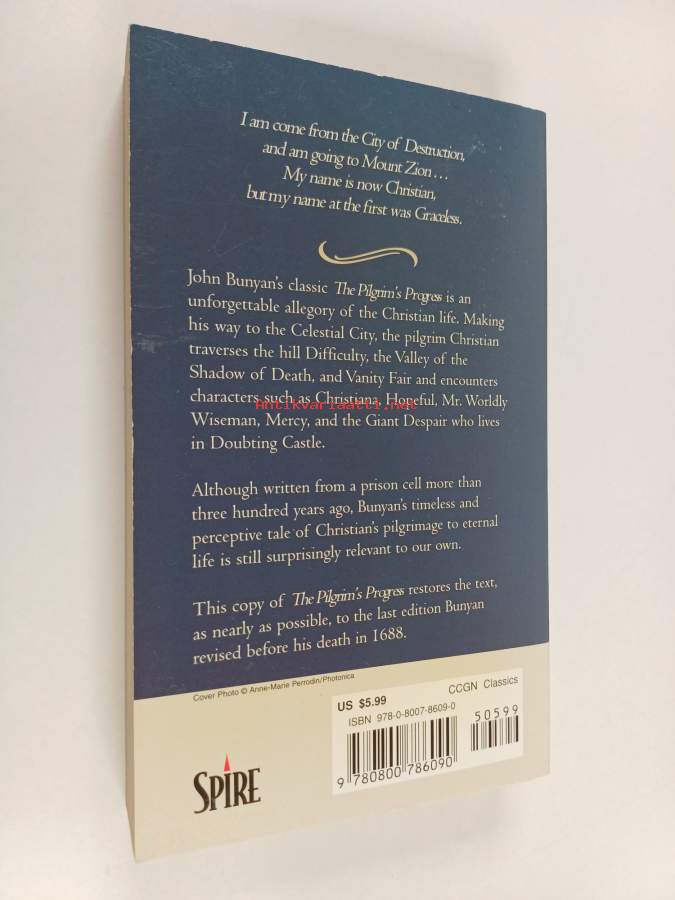 I am come from the City of Destruction,
and am going to Mount Zion . . .
My name is now Christian,
but my name at the first was Graceless.
John Bunyan's classic The Pilgrim's Progress is an
unforgettable allegory of the Christian life. Making
his way to the Celestial City, the pilgrim Christian
traverses the hill Difficulty, the Valley of the
Shadow of Death, and Vanity Fair and encounters
characters such as Christiana, Hopeful, Mr. Worldly
Antikvariaatti.net
Wiseman, Mercy, and the Giant Despair who lives
in Doubting Castle.
Although written from a prison cell more than
three hundred years ago, Bunyan's timeless and
perceptive tale of Christian's pilgrimage to eternal
life is still surprisingly relevant to our own.
This copy of The Pilgrim's Progress restores the text,
as nearly as possible, to the last edition Bunyan
revised before his death in 1688.
Cover Photo © Anne-Marie Perrodin/Photonica
US $5.99 CCGN Classics
ISBN 978-0-8007-8609-0
50599
9 780800 786090
SPIRE